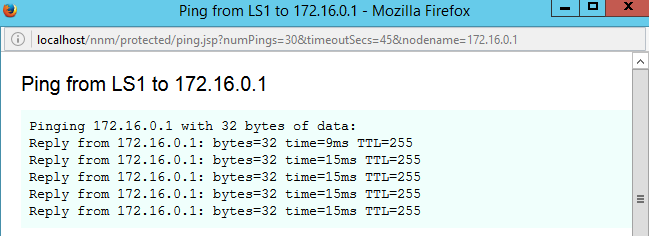 Ping from LS1 to 172.16.0.1 - Mozilla Firefox
localhost/nnm/protected/ping.jsp?numPings=30&timeoutSecs=45&nodename=172.16.0.1
Ping from LS1 to 172.16.0.1
Pinging 172.16.0.1 with 32 bytes of data:
Reply from 172.16.0.1: bytes=32 time=9ms TTL=255
Reply from 172.16.0.1: bytes=32 time=15ms TTL=255
Reply from 172.16.0.1: bytes=32 time=15ms TTL=255
Reply from 172.16.0.1: bytes=32 time=15ms TTL=255
Reply from 172.16.0.1: bytes=32 time=15ms TTL=255